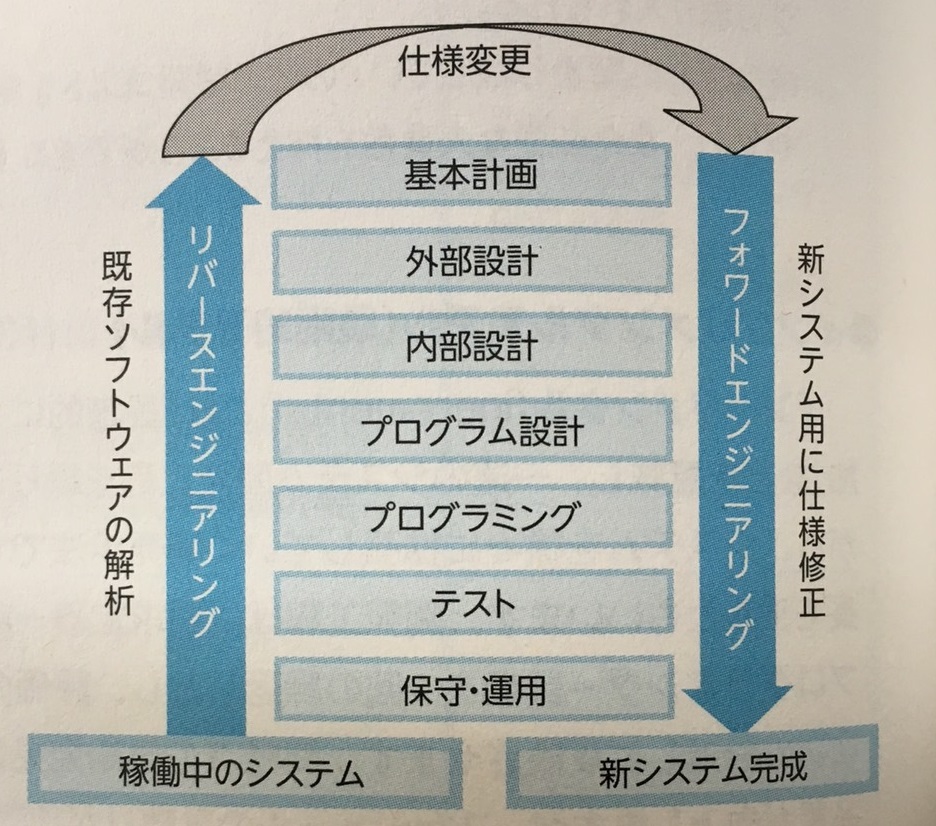 仕様変更
基本計画
外部設計
内部設計
プログラム設計
プログラミング
テスト
保守・運用
既存ソフトウェアの解析
リバースエンジニアリング
フォワードエンジニアリング
新システム用に仕様修正
稼働中のシステム
新システム完成